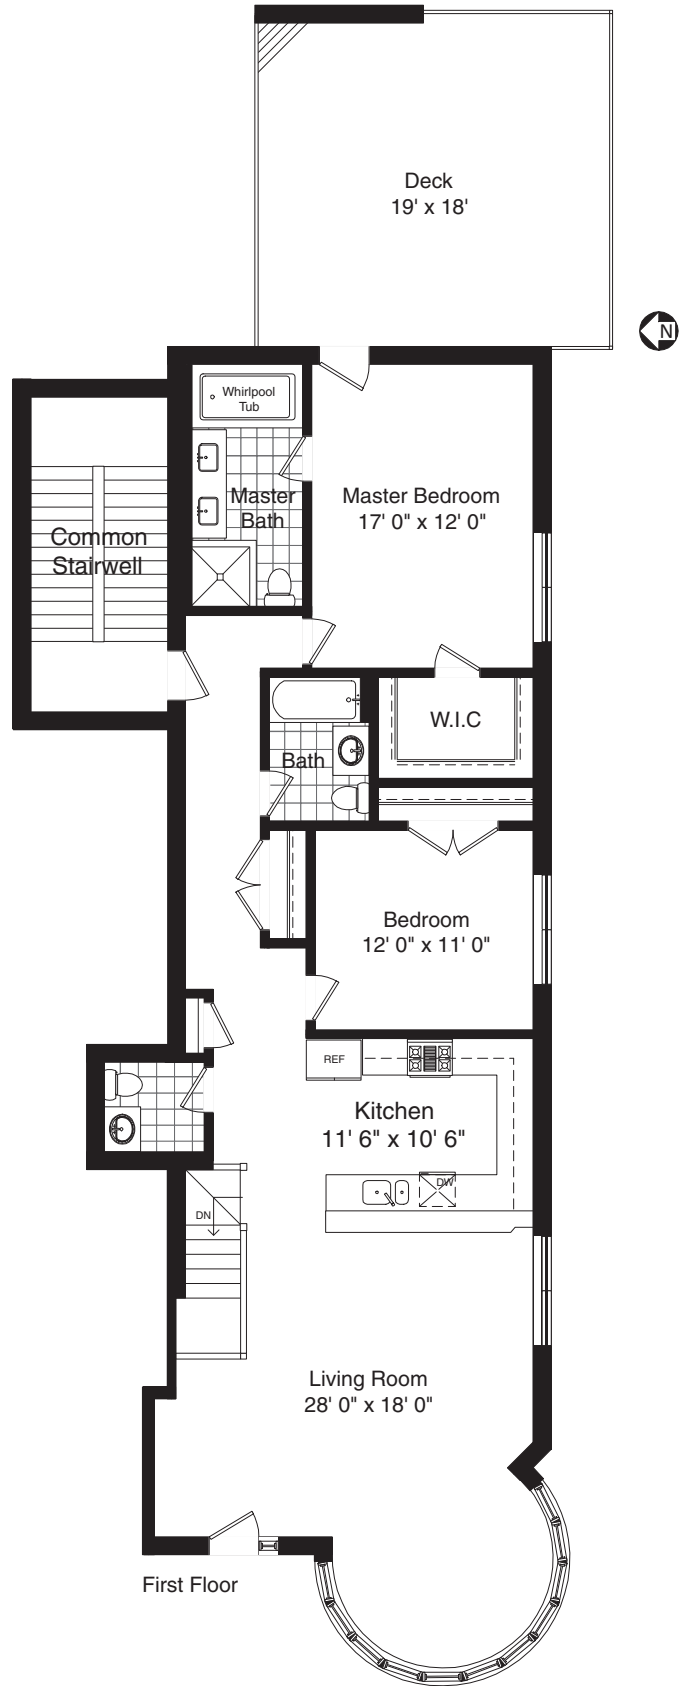 Deck
19' x 18'
N
Whirlpool
Tub
Master
Bath
Master Bedroom
17' 0" x 12' 0"
Common
Stairwell
W.I.C
Bath
Bedroom
12' 0" x 11' 0"
REF
Kitchen
11' 6" x 10' 6"
DW
DN
Living Room
28' 0" x 18' 0"
First Floor